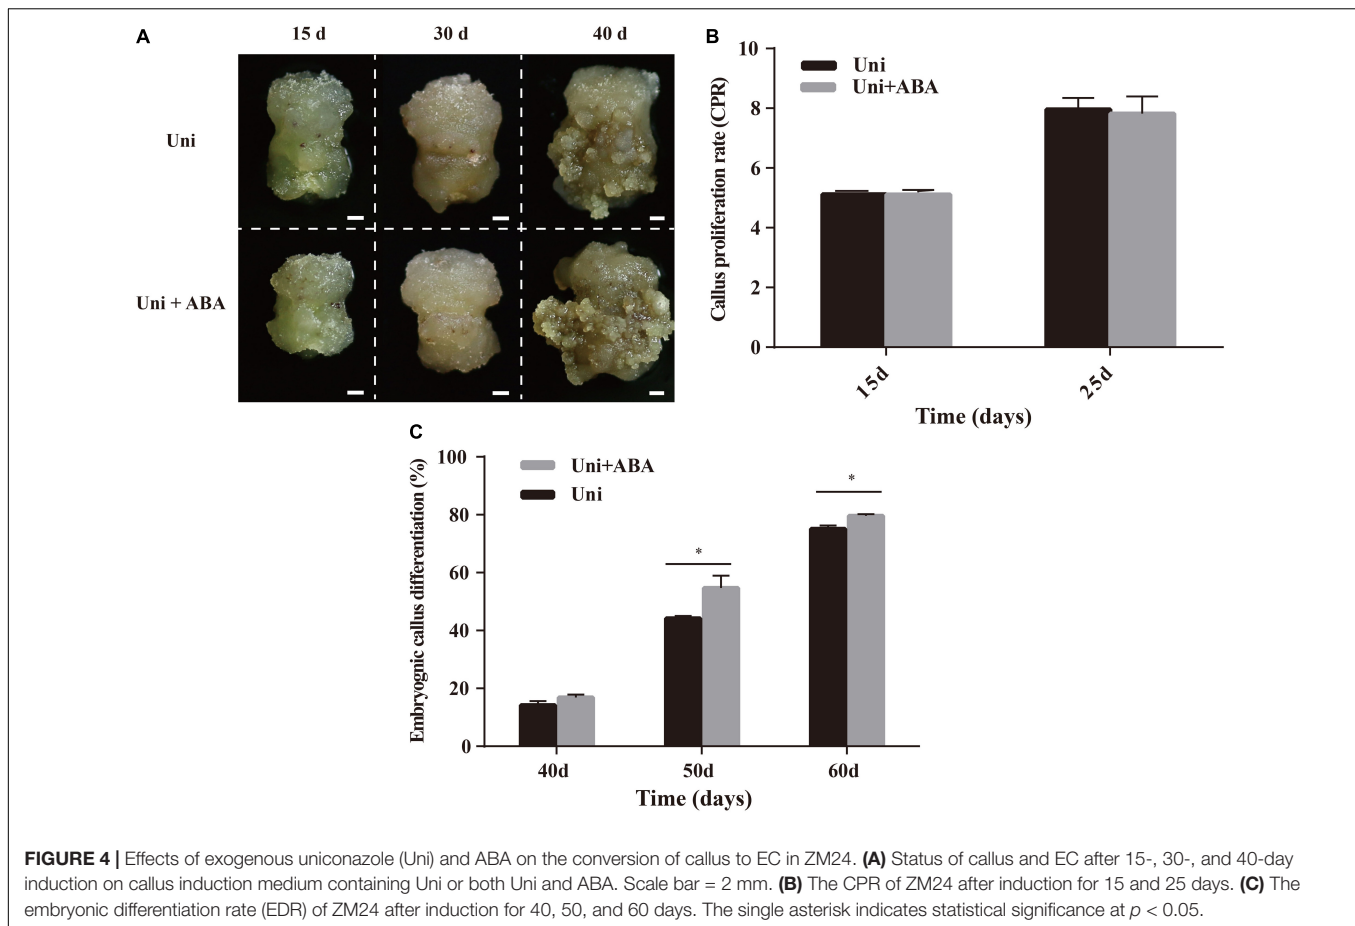 A
15 d
30 d
40 d
Uni
Uni + ABA
B
Callus proliferation rate (CPR)
10
8
6
4
2
0
Uni
Uni+ABA
15d
25d
Time (days)
C
Embryognic callus differentiation (%)
100
80
60
40
20
0
Uni+ABA
Uni
*
*
40d
50d
60d
Time (days)
FIGURE 4 | Effects of exogenous uniconazole (Uni) and ABA on the conversion of callus to EC in ZM24. (A) Status of callus and EC after 15-, 30-, and 40-day
induction on callus induction medium containing Uni or both Uni and ABA. Scale bar = 2 mm. (B) The CPR of ZM24 after induction for 15 and 25 days. (C) The
embryonic differentiation rate (EDR) of ZM24 after induction for 40, 50, and 60 days. The single asterisk indicates statistical significance at p < 0.05.